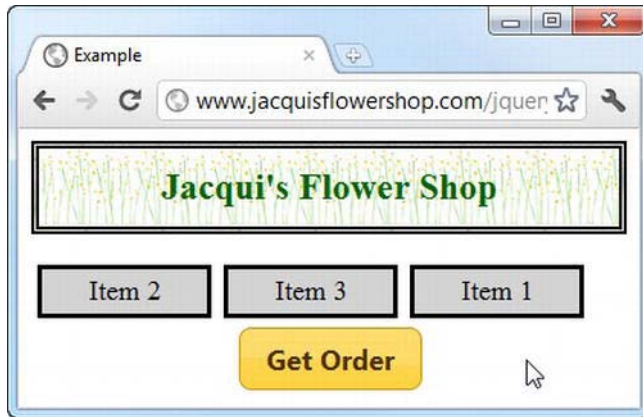 Example
www.jacquisflowershop.com/jquer
Jacqui's Flower Shop
Item 2 Item 3 Item 1
Get Order